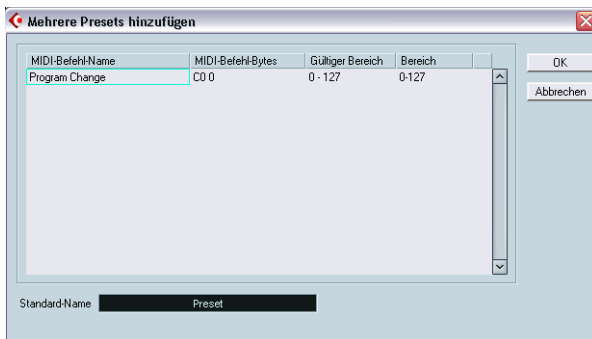 Mehrere Presets hinzufügen
MIDI-Befehl-Name MIDI-Befehl-Bytes Gültiger Bereich Bereich
Program Change C0 0 0 - 127 0-127
OK
Abbrechen
Standard-Name Preset